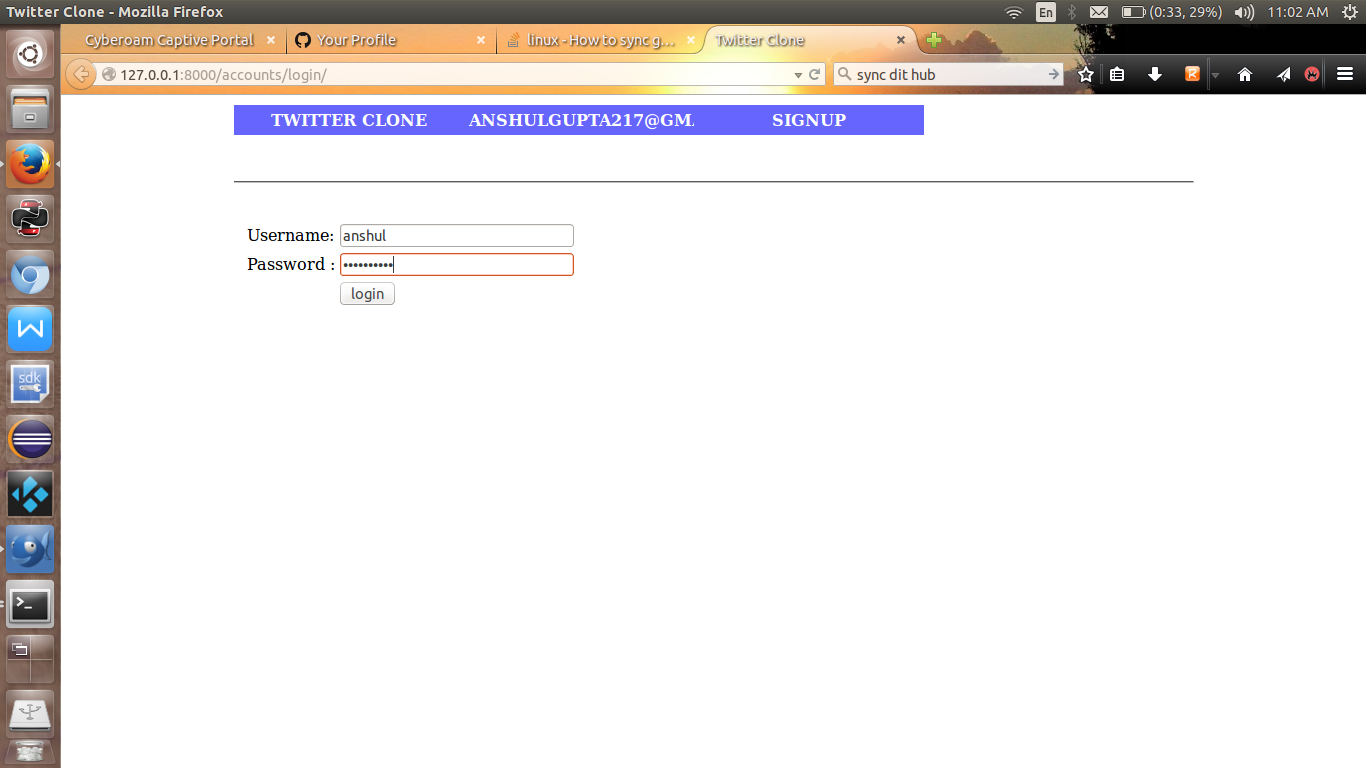 Twitter Clone - Mozilla Firefox
En
(0:33, 29%)
11:02 AM
Cyberoam Captive Portal
Your Profile
linux - How to sync g...
Twitter Clone
127.0.0.1:8000/accounts/login/
sync dit hub
TWITTER CLONE
ANSHULGUPTA217@GM.
SIGNUP
Username:
anshul
Password :
••••••••••
login
sdk
>_